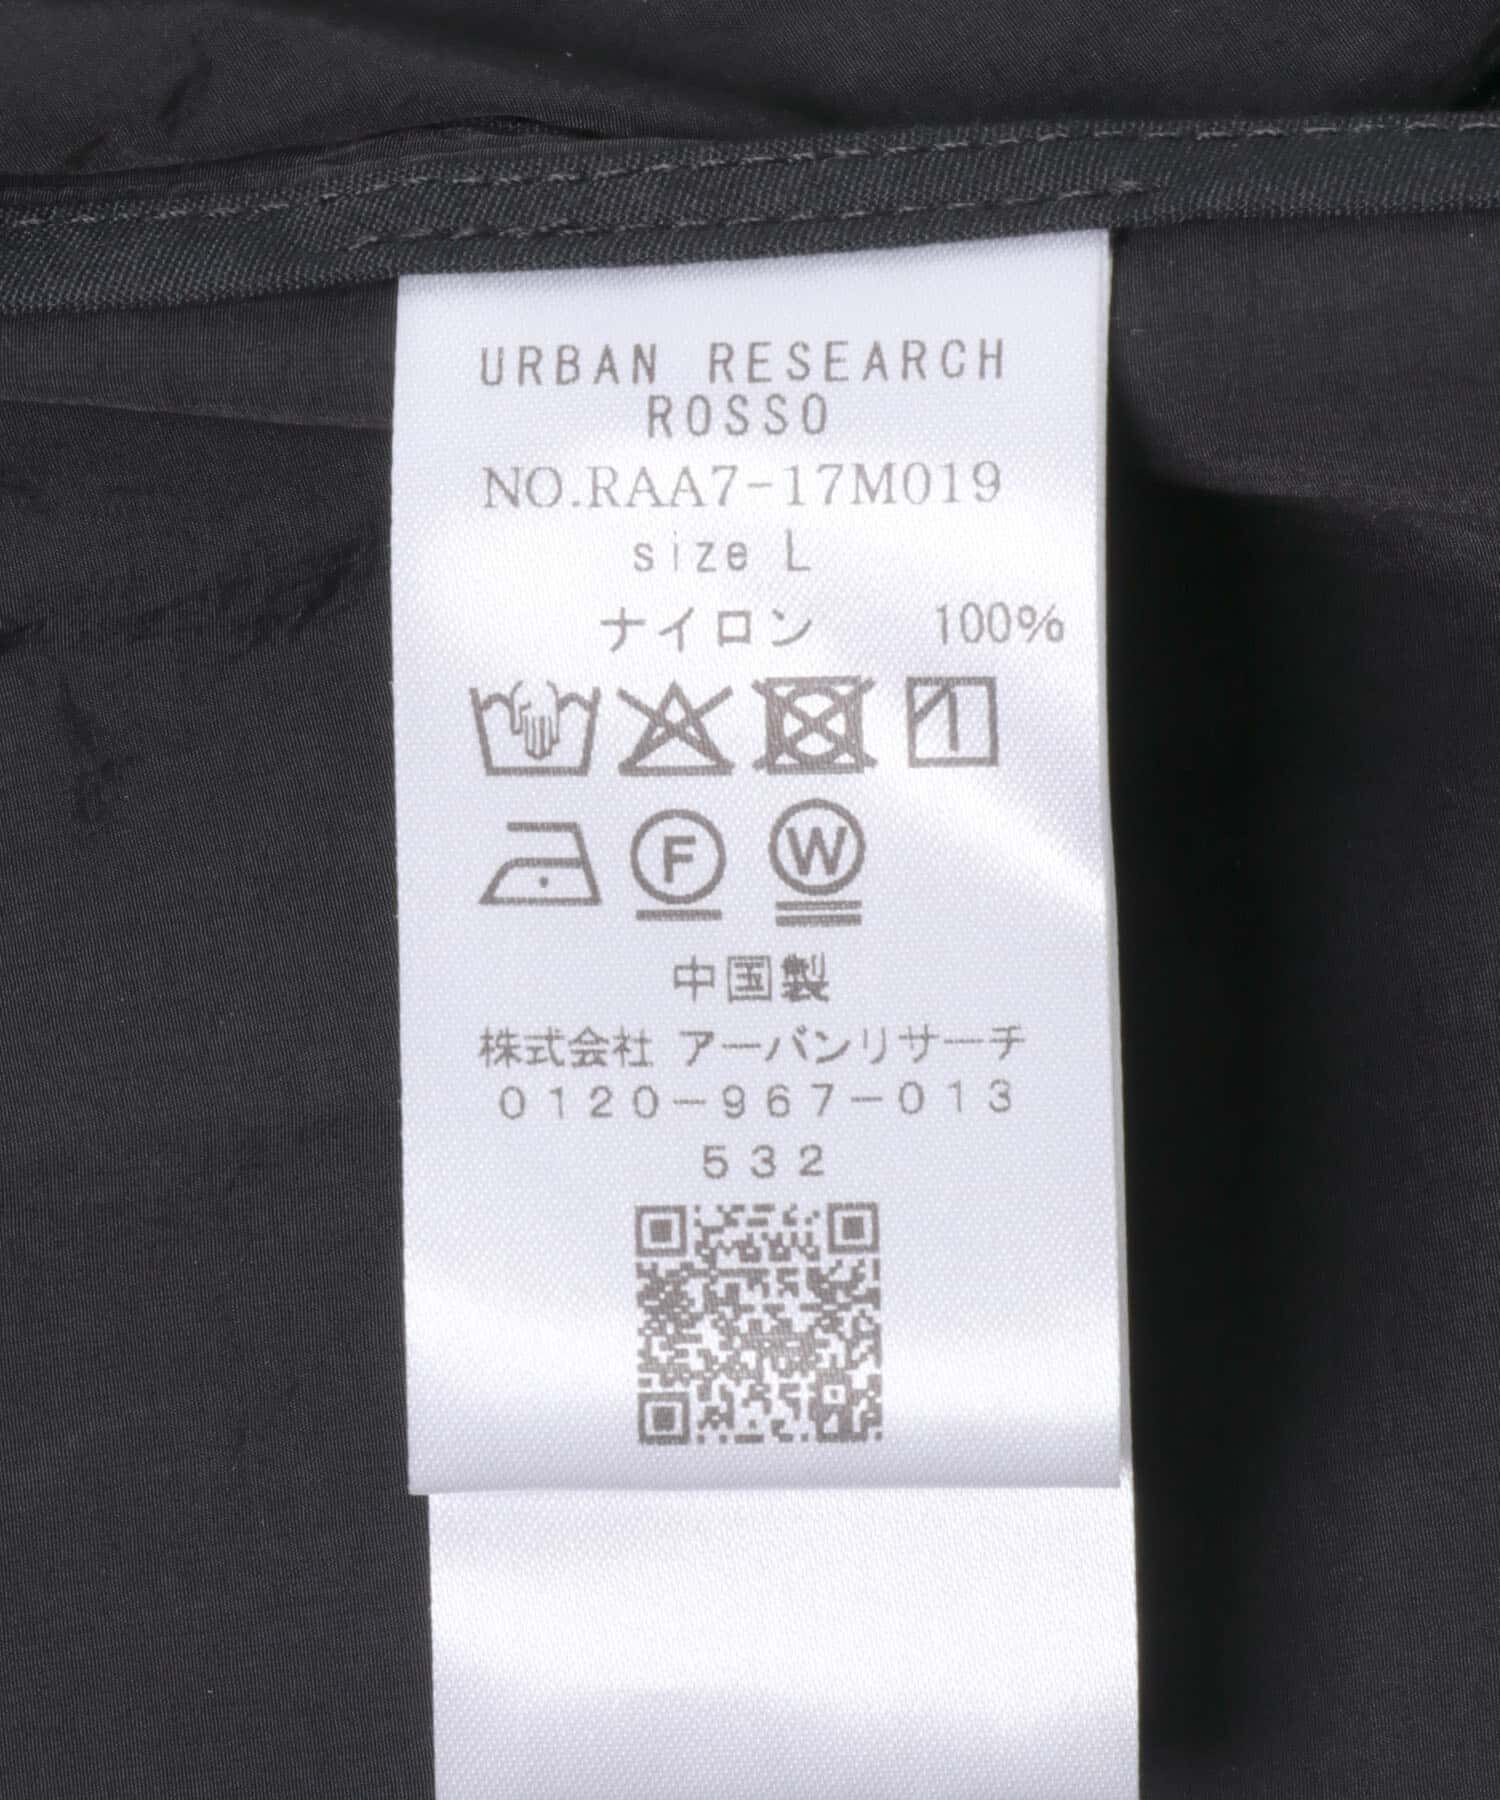 URBAN RESEARCH
ROSSO
NO.RAA7-17M019
size L
ナイロン 100%
F W
中国製
株式会社 アーバンリサーチ
0120-967-013
532